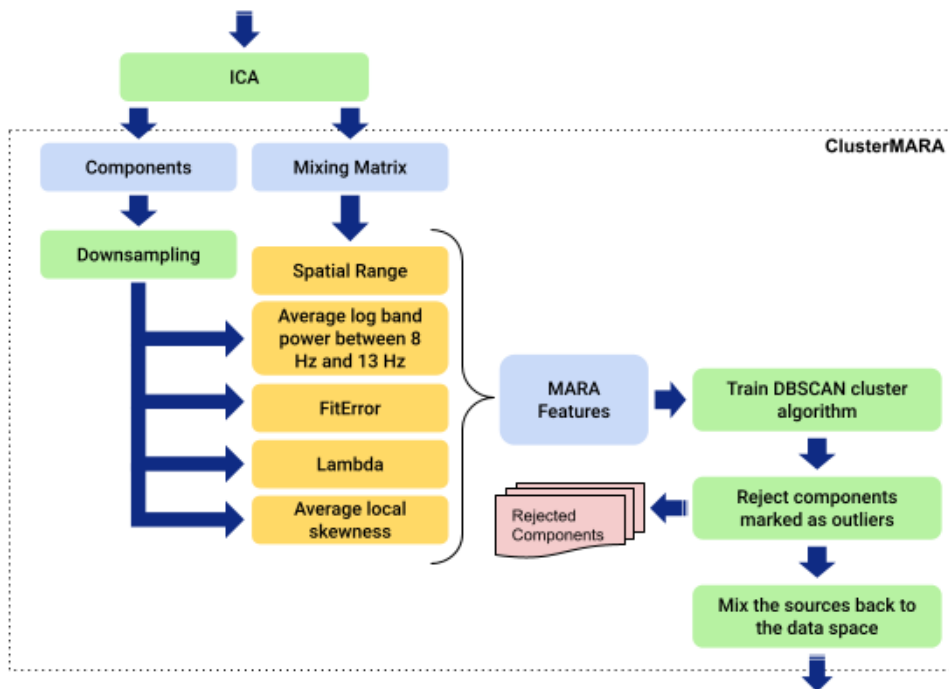 ICA
ClusterMARA
Components
Mixing Matrix
Downsampling
Spatial Range
Average log band
power between 8
Hz and 13 Hz
FitError
Lambda
Average local
skewness
MARA
Features
Train DBSCAN cluster
algorithm
Reject components
marked as outliers
Rejected
Components
Mix the sources back to
the data space